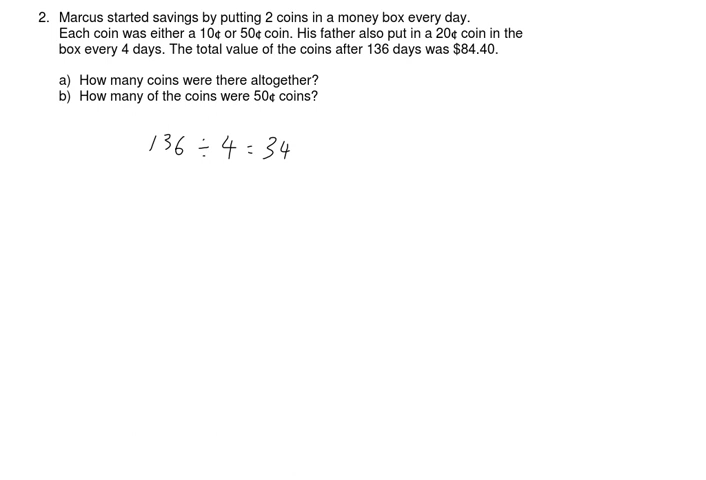 2. Marcus started savings by putting 2 coins in a money box every day.
Each coin was either a 10¢ or 50¢ coin. His father also put in a 20¢ coin in the
box every 4 days. The total value of the coins after 136 days was $84.40.
a) How many coins were there altogether?
b) How many of the coins were 50¢ coins?
136 ÷ 4 = 34